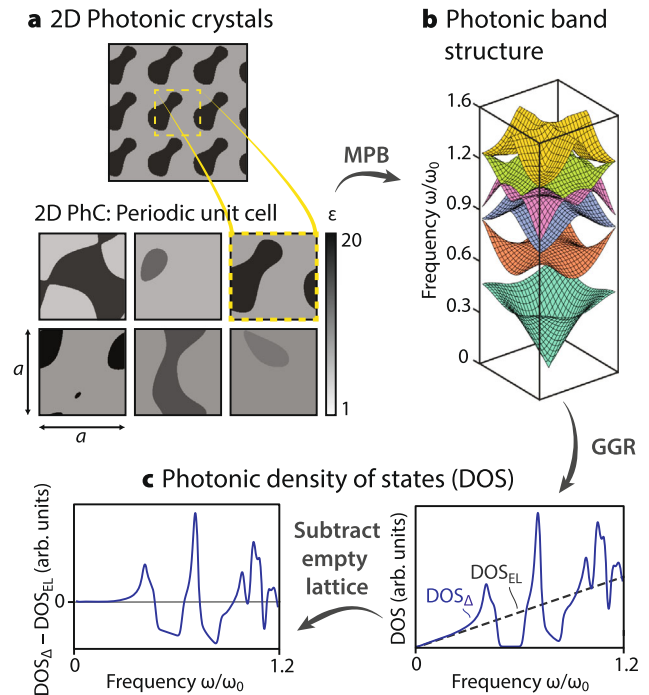 a 2D Photonic crystals
2D PhC: Periodic unit cell
ε
20
1
a
a
MPB
b Photonic band
structure
Frequency ω/ω0
1.6
1.2
0.9
0.6
0.3
0
GGR
c Photonic density of states (DOS)
DOSΔ − DOSEL (arb. units)
0
0
1.2
Frequency ω/ω0
Subtract
empty
lattice
DOS (arb. units)
DOSΔ
DOSEL
0
1.2
Frequency ω/ω0